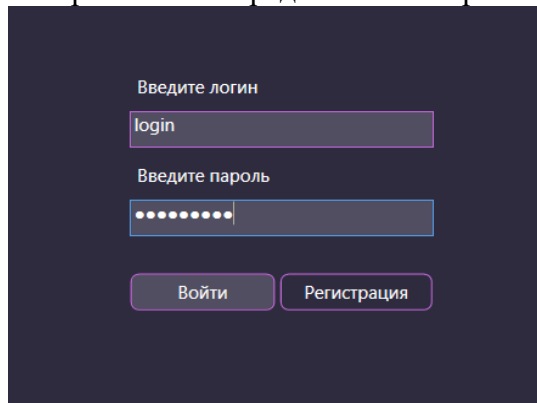 Введите логин
login
Введите пароль
●●●●●●●●●
Войти
Регистрация